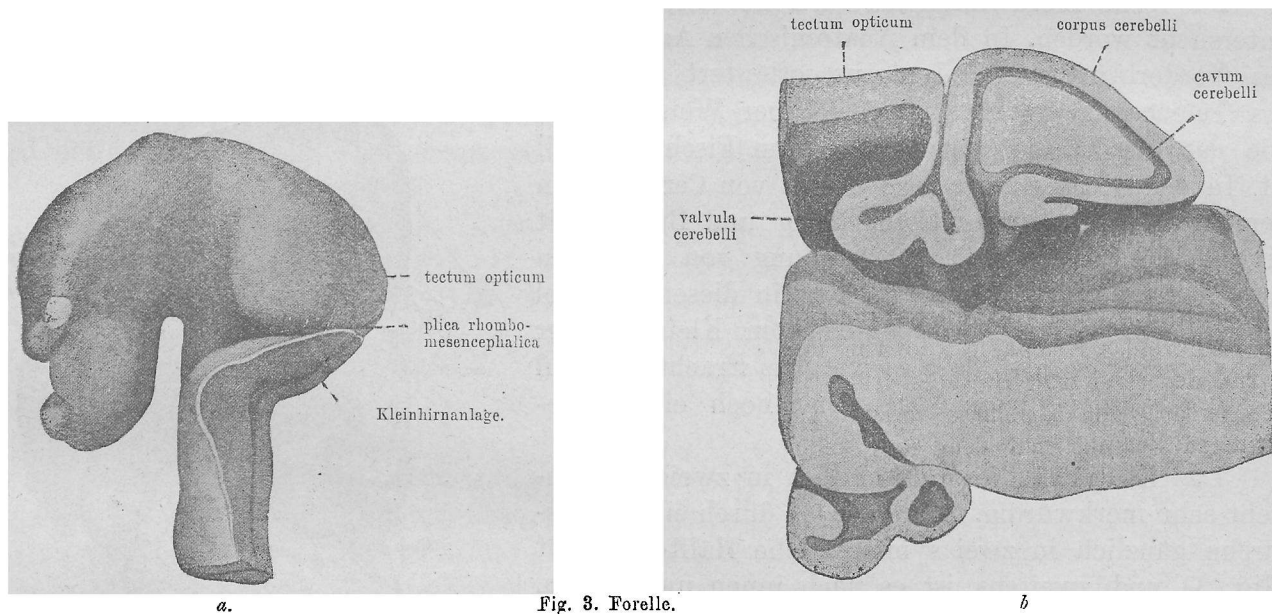 tectum opticum
plica rhombo-
mesencephalica
Kleinhirnanlage.
a.
tectum opticum
corpus cerebelli
cavum
cerebelli
valvula
cerebelli
b
Fig. 3. Forelle.